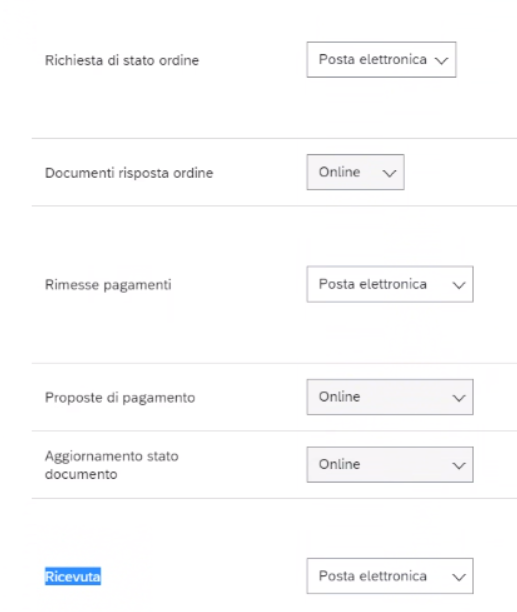 Richiesta di stato ordine Posta elettronica
Documenti risposta ordine Online
Rimesse pagamenti Posta elettronica
Proposte di pagamento Online
Aggiornamento stato
documento Online
Ricevuta Posta elettronica